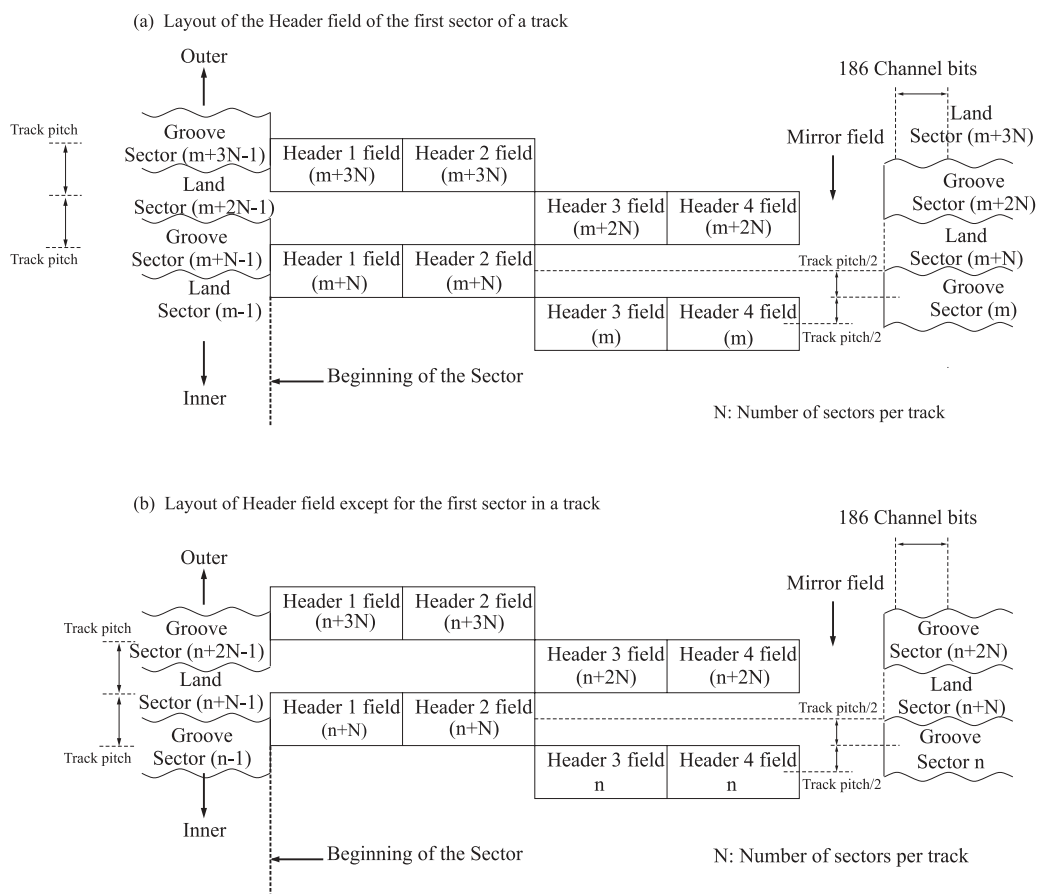 (a) Layout of the Header field of the first sector of a track
Outer
186 Channel bits
Track pitch
Groove
Sector (m+3N-1)
Land
Sector (m+2N-1)
Groove
Sector (m+N-1)
Land
Sector (m-1)
Track pitch
Header 1 field
(m+3N)
Header 2 field
(m+3N)
Header 3 field
(m+2N)
Header 4 field
(m+2N)
Header 1 field
(m+N)
Header 2 field
(m+N)
Header 3 field
(m)
Header 4 field
(m)
Mirror field
Track pitch/2
Track pitch/2
Land
Sector (m+3N)
Groove
Sector (m+2N)
Land
Sector (m+N)
Groove
Sector (m)
Beginning of the Sector
Inner
N: Number of sectors per track
(b) Layout of Header field except for the first sector in a track
Outer
186 Channel bits
Track pitch
Groove
Sector (n+2N-1)
Land
Sector (n+N-1)
Groove
Sector (n-1)
Track pitch
Header 1 field
(n+3N)
Header 2 field
(n+3N)
Header 3 field
(n+2N)
Header 4 field
(n+2N)
Header 1 field
(n+N)
Header 2 field
(n+N)
Header 3 field
n
Header 4 field
n
Mirror field
Track pitch/2
Track pitch/2
Groove
Sector (n+2N)
Land
Sector (n+N)
Groove
Sector n
Inner
Beginning of the Sector
N: Number of sectors per track